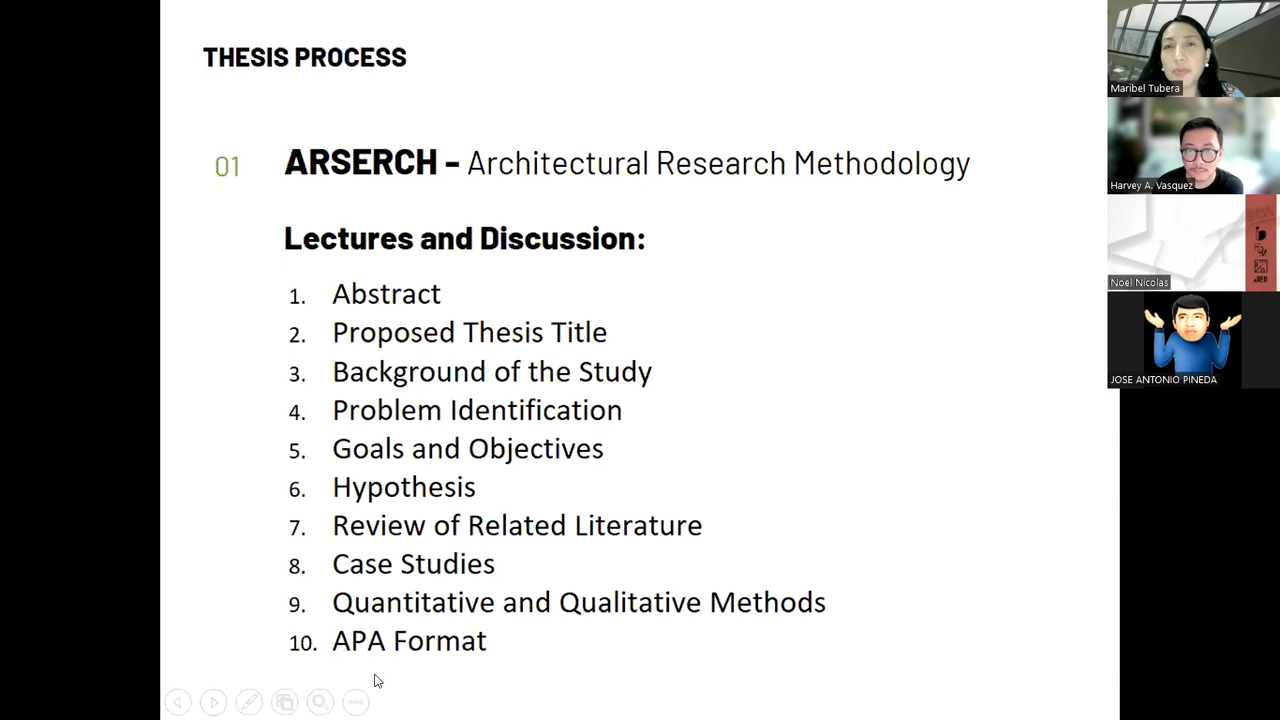 THESIS PROCESS
01 ARSERCH - Architectural Research Methodology
Lectures and Discussion:
1. Abstract
2. Proposed Thesis Title
3. Background of the Study
4. Problem Identification
5. Goals and Objectives
6. Hypothesis
7. Review of Related Literature
8. Case Studies
9. Quantitative and Qualitative Methods
10. APA Format
Maribel Tubera
Harvey A. Vasquez
Noel Nicolas
JOSE ANTONIO PINEDA